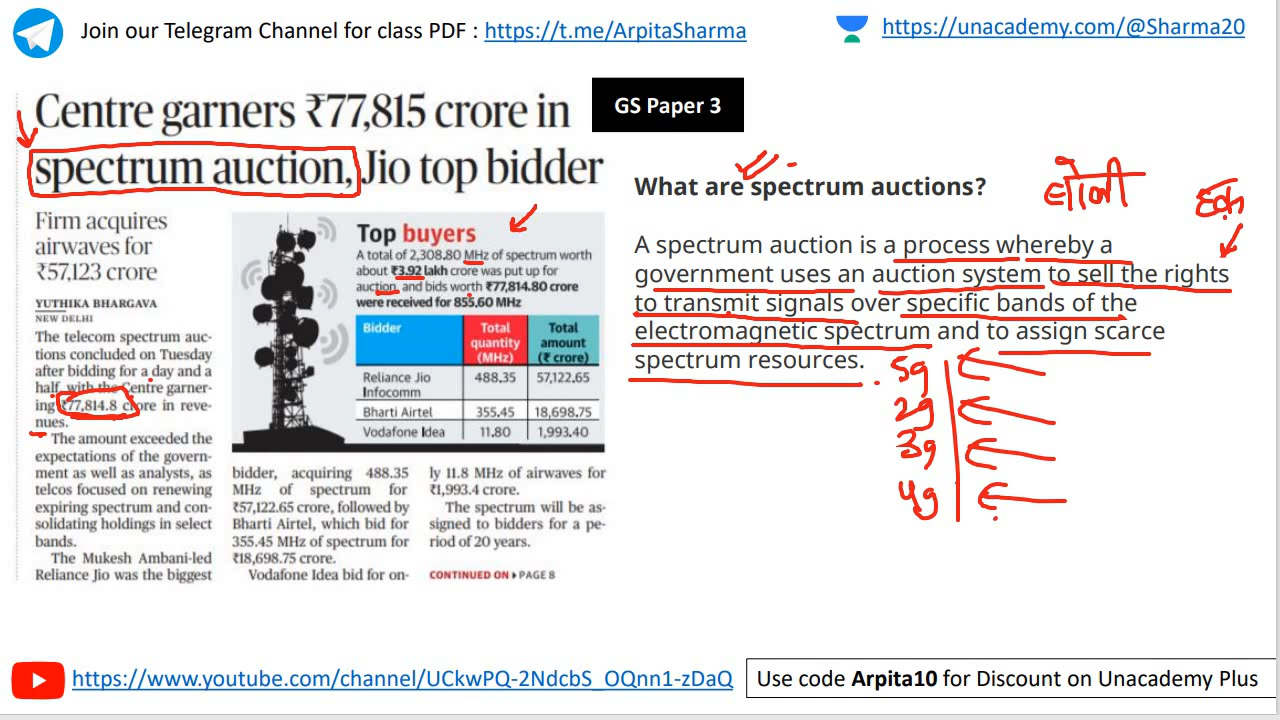 Join our Telegram Channel for class PDF : https://t.me/ArpitaSharma
https://unacademy.com/@Sharma20
Centre garners ₹77,815 crore in
spectrum auction, Jio top bidder
GS Paper 3
Firm acquires
airwaves for
₹57,123 crore
YUTHIKA BHARGAVA
NEW DELHI
The telecom spectrum auc-
tions concluded on Tuesday
after bidding for a day and a
half, with the Centre garner-
ing ₹77,814.8 crore in reve-
nues.
The amount exceeded the
expectations of the govern-
ment as well as analysts, as
telcos focused on renewing
expiring spectrum and con-
solidating holdings in select
bands.
The Mukesh Ambani-led
Reliance Jio was the biggest
Top buyers
A total of 2,308.80 MHz of spectrum worth
about ₹3.92 lakh crore was put up for
auction, and bids worth ₹77,814.80 crore
were received for 855.60 MHz
Bidder Total quantity (MHz) Total amount (₹ crore)
Reliance Jio Infocomm 488.35 57,122.65
Bharti Airtel 355.45 18,698.75
Vodafone Idea 11.80 1,993.40
bidder, acquiring 488.35
MHz of spectrum for
₹57,122.65 crore, followed by
Bharti Airtel, which bid for
355.45 MHz of spectrum for
₹18,698.75 crore.
Vodafone Idea bid for on-
ly 11.8 MHz of airwaves for
₹1,993.4 crore.
The spectrum will be as-
signed to bidders for a pe-
riod of 20 years.
CONTINUED ON ▸ PAGE 8
What are spectrum auctions?
A spectrum auction is a process whereby a
government uses an auction system to sell the rights
to transmit signals over specific bands of the
electromagnetic spectrum and to assign scarce
spectrum resources.
5g
2g
3g
4g
https://www.youtube.com/channel/UCkwPQ-2NdcbS_OQnn1-zDaQ
Use code Arpita10 for Discount on Unacademy Plus